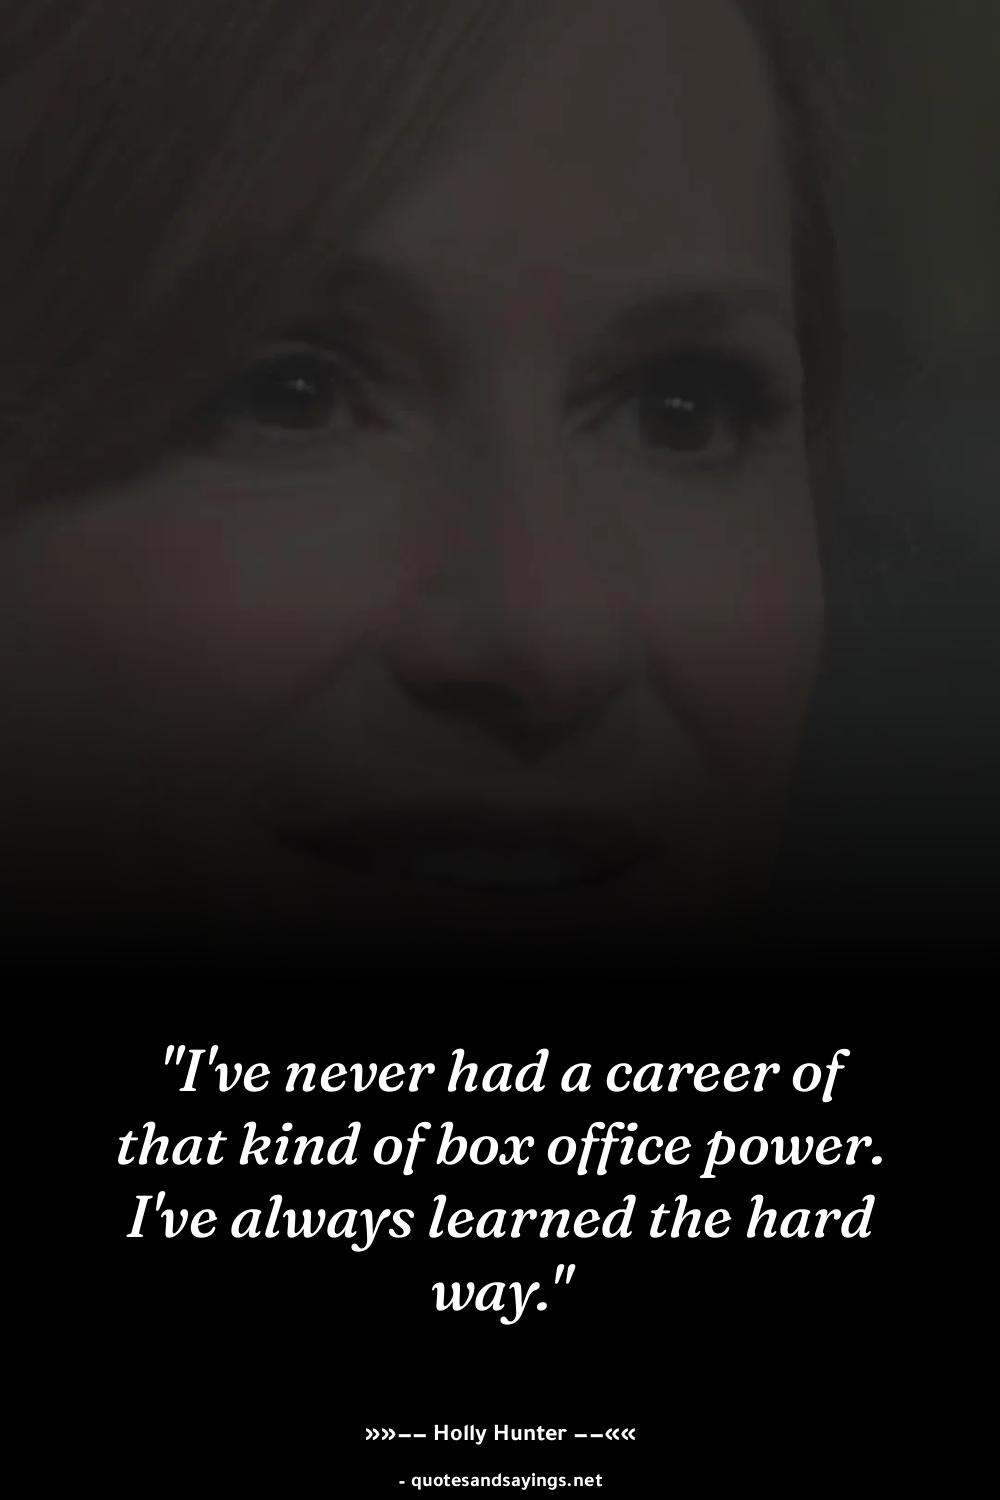 "I've never had a career of
that kind of box office power.
I've always learned the hard
way."
»»−− Holly Hunter −−««
- quotesandsayings.net